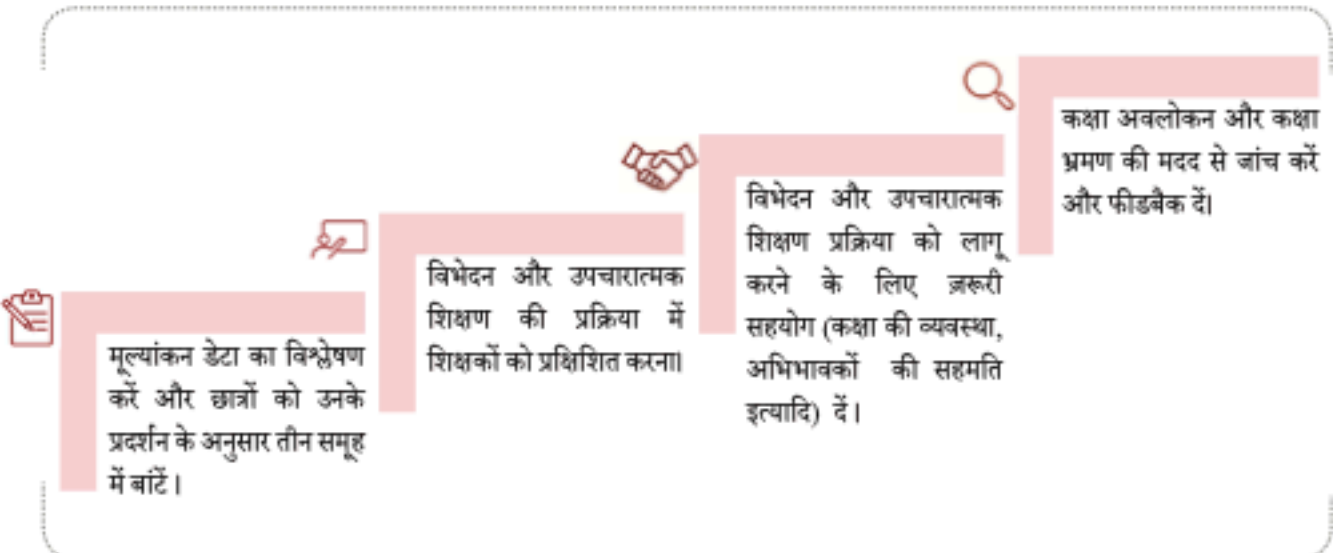 मूल्यांकन डेटा का विश्लेषण
करें और छात्रों को उनके
प्रदर्शन के अनुसार तीन समूह
में बांटें ।
विभेदन और उपचारात्मक
शिक्षण की प्रक्रिया में
शिक्षकों को प्रक्षिशित करना।
विभेदन और उपचारात्मक
शिक्षण प्रक्रिया को लागू
करने के लिए ज़रूरी
सहयोग (कक्षा की व्यवस्था,
अभिभावकों की सहमति
इत्यादि) दें ।
कक्षा अवलोकन और कक्षा
भ्रमण की मदद से जांच करें
और फीडबैक दें।